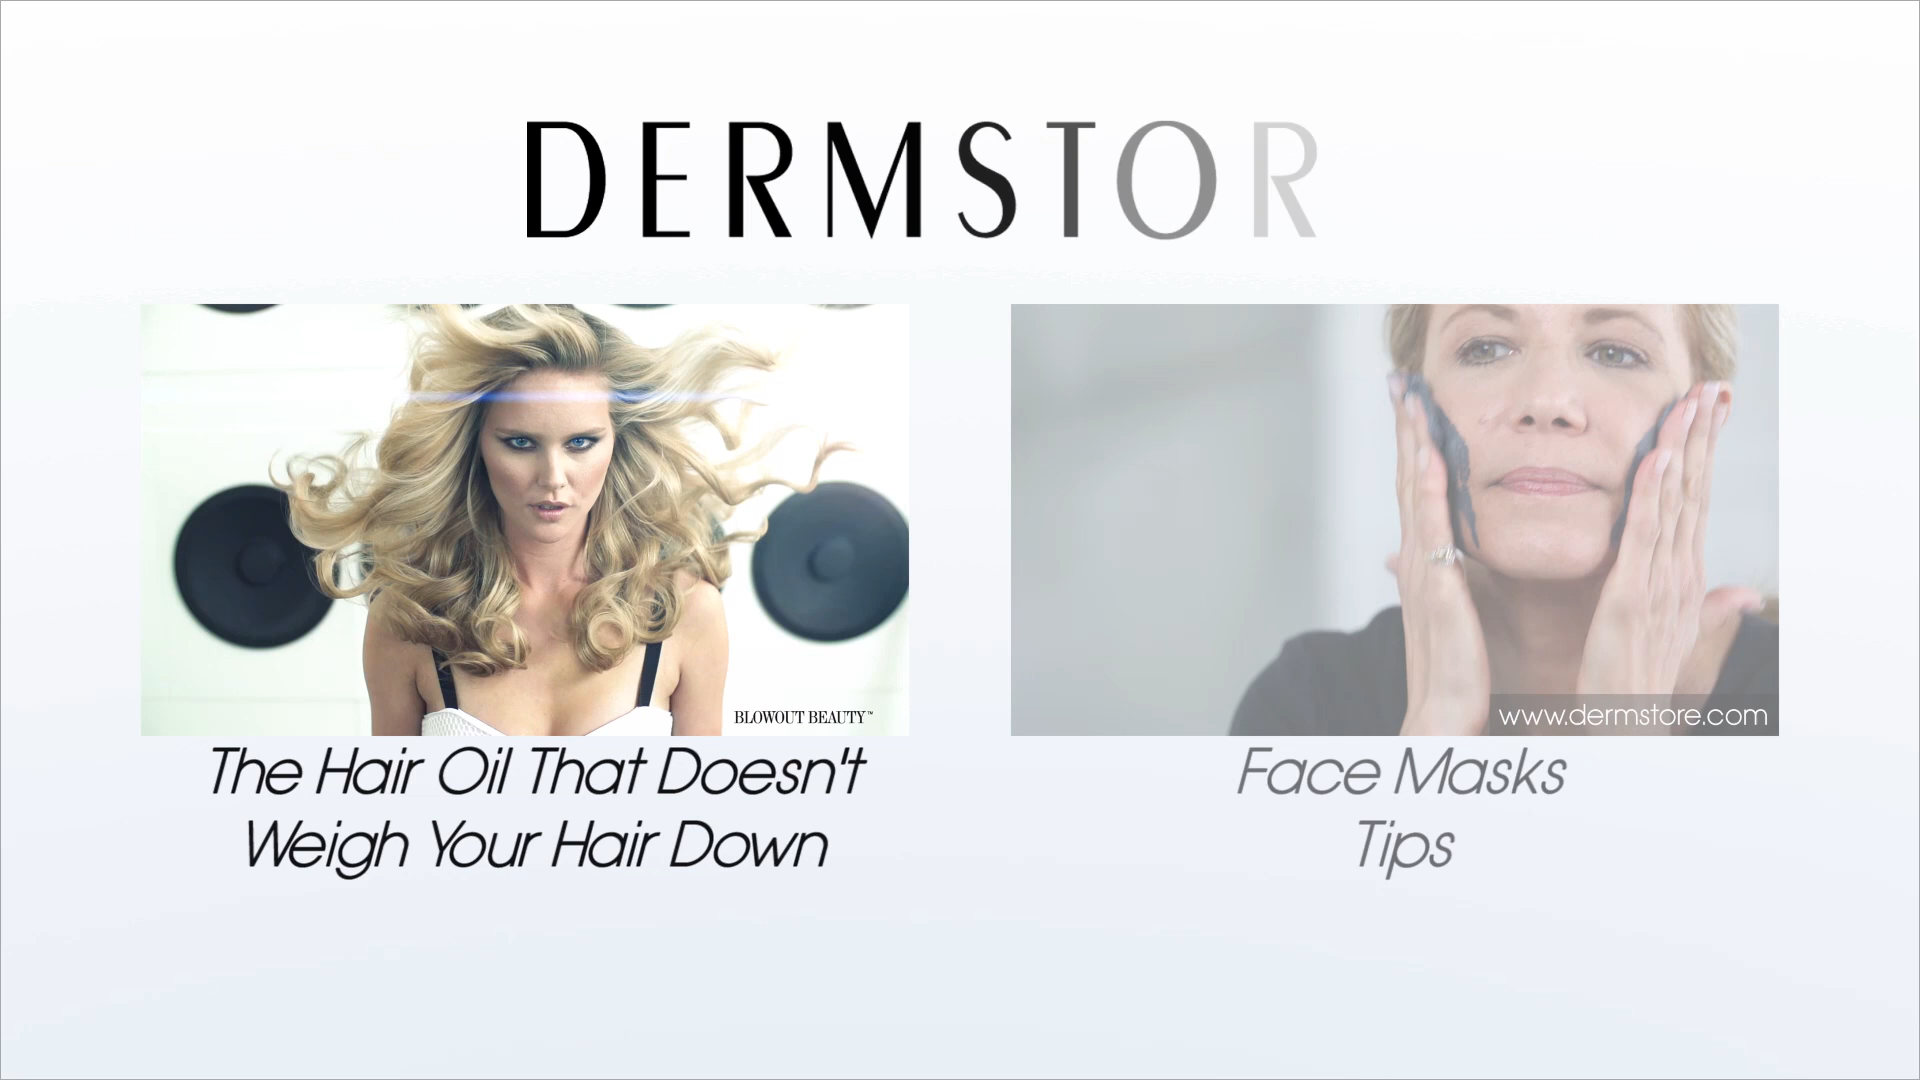 DERMSTOR
BLOWOUT BEAUTY™
www.dermstore.com
The Hair Oil That Doesn't
Weigh Your Hair Down
Face Masks
Tips